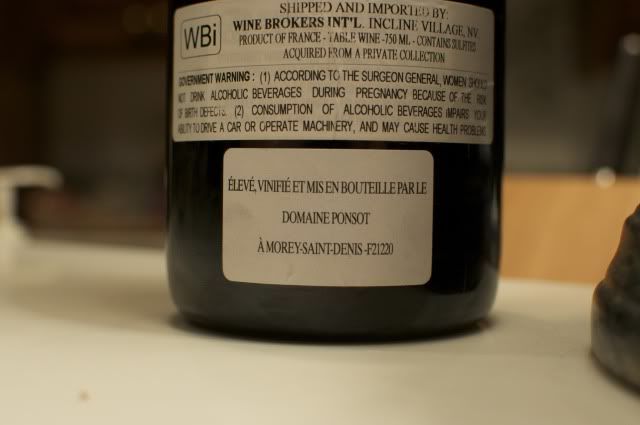 WBi
SHIPPED AND IMPORTED BY:
WINE BROKERS INT'L. INCLINE VILLAGE, NV
PRODUCT OF FRANCE - TABLE WINE -750 ML - CONTAINS SULFITES
ACQUIRED FROM A PRIVATE COLLECTION
GOVERNMENT WARNING: (1) ACCORDING TO THE SURGEON GENERAL, WOMEN SHOULD
NOT DRINK ALCOHOLIC BEVERAGES DURING PREGNANCY BECAUSE OF THE RISK
OF BIRTH DEFECTS. (2) CONSUMPTION OF ALCOHOLIC BEVERAGES IMPAIRS YOUR
ABILITY TO DRIVE A CAR OR OPERATE MACHINERY, AND MAY CAUSE HEALTH PROBLEMS.
ÉLEVÉ, VINIFIÉ ET MIS EN BOUTEILLE PAR LE
DOMAINE PONSOT
À MOREY-SAINT-DENIS -F21220